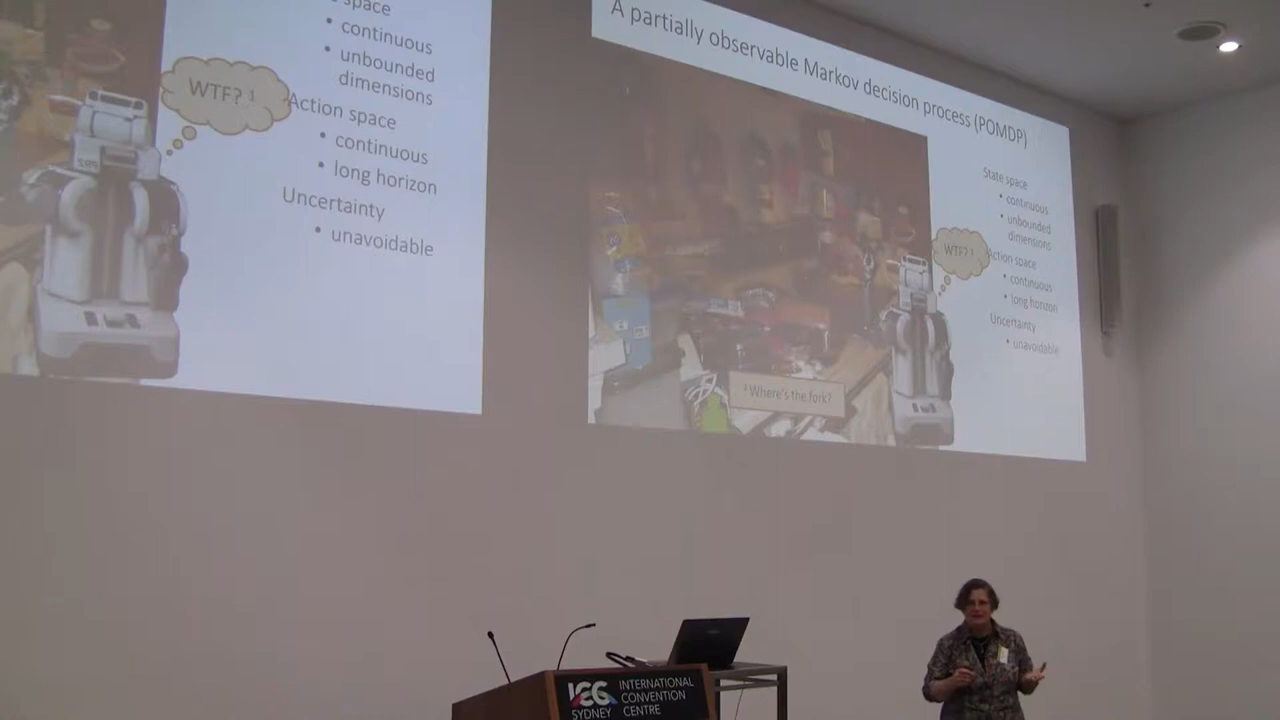 space
• continuous
• unbounded
dimensions
WTF? ¹
Action space
• continuous
• long horizon
Uncertainty
• unavoidable
A partially observable Markov decision process (POMDP)
State space
• continuous
• unbounded
dimensions
WTF? ¹
Action space
• continuous
• long horizon
Uncertainty
• unavoidable
¹ Where's the fork?
ICC
SYDNEY
INTERNATIONAL
CONVENTION
CENTRE